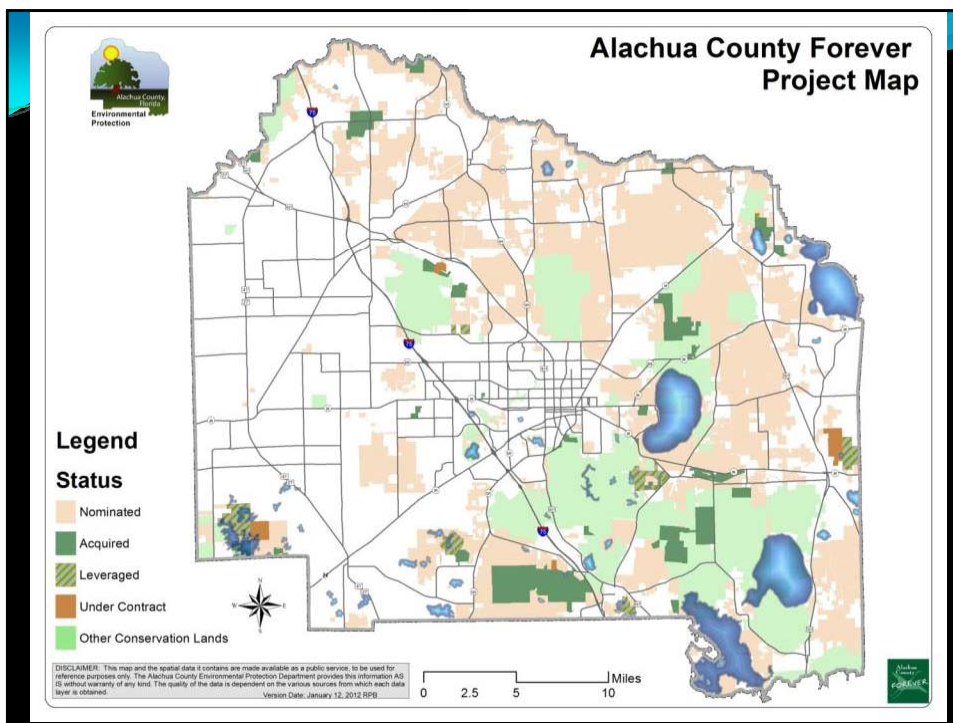 Alachua County Forever
Project Map
Alachua County,
Florida
Environmental
Protection
75
75
75
Legend
Status
Nominated
Acquired
Leveraged
Under Contract
Other Conservation Lands
N
W
E
S
DISCLAIMER: This map and the spatial data it contains are made available as a public service, to be used for
reference purposes only. The Alachua County Environmental Protection Department provides this information AS
IS without warranty of any kind. The quality of the data is dependent on the various sources from which each data
layer is obtained.
Version Date: January 12, 2012 RPB
Miles
0 2.5 5 10
Alachua
County
FOREVER